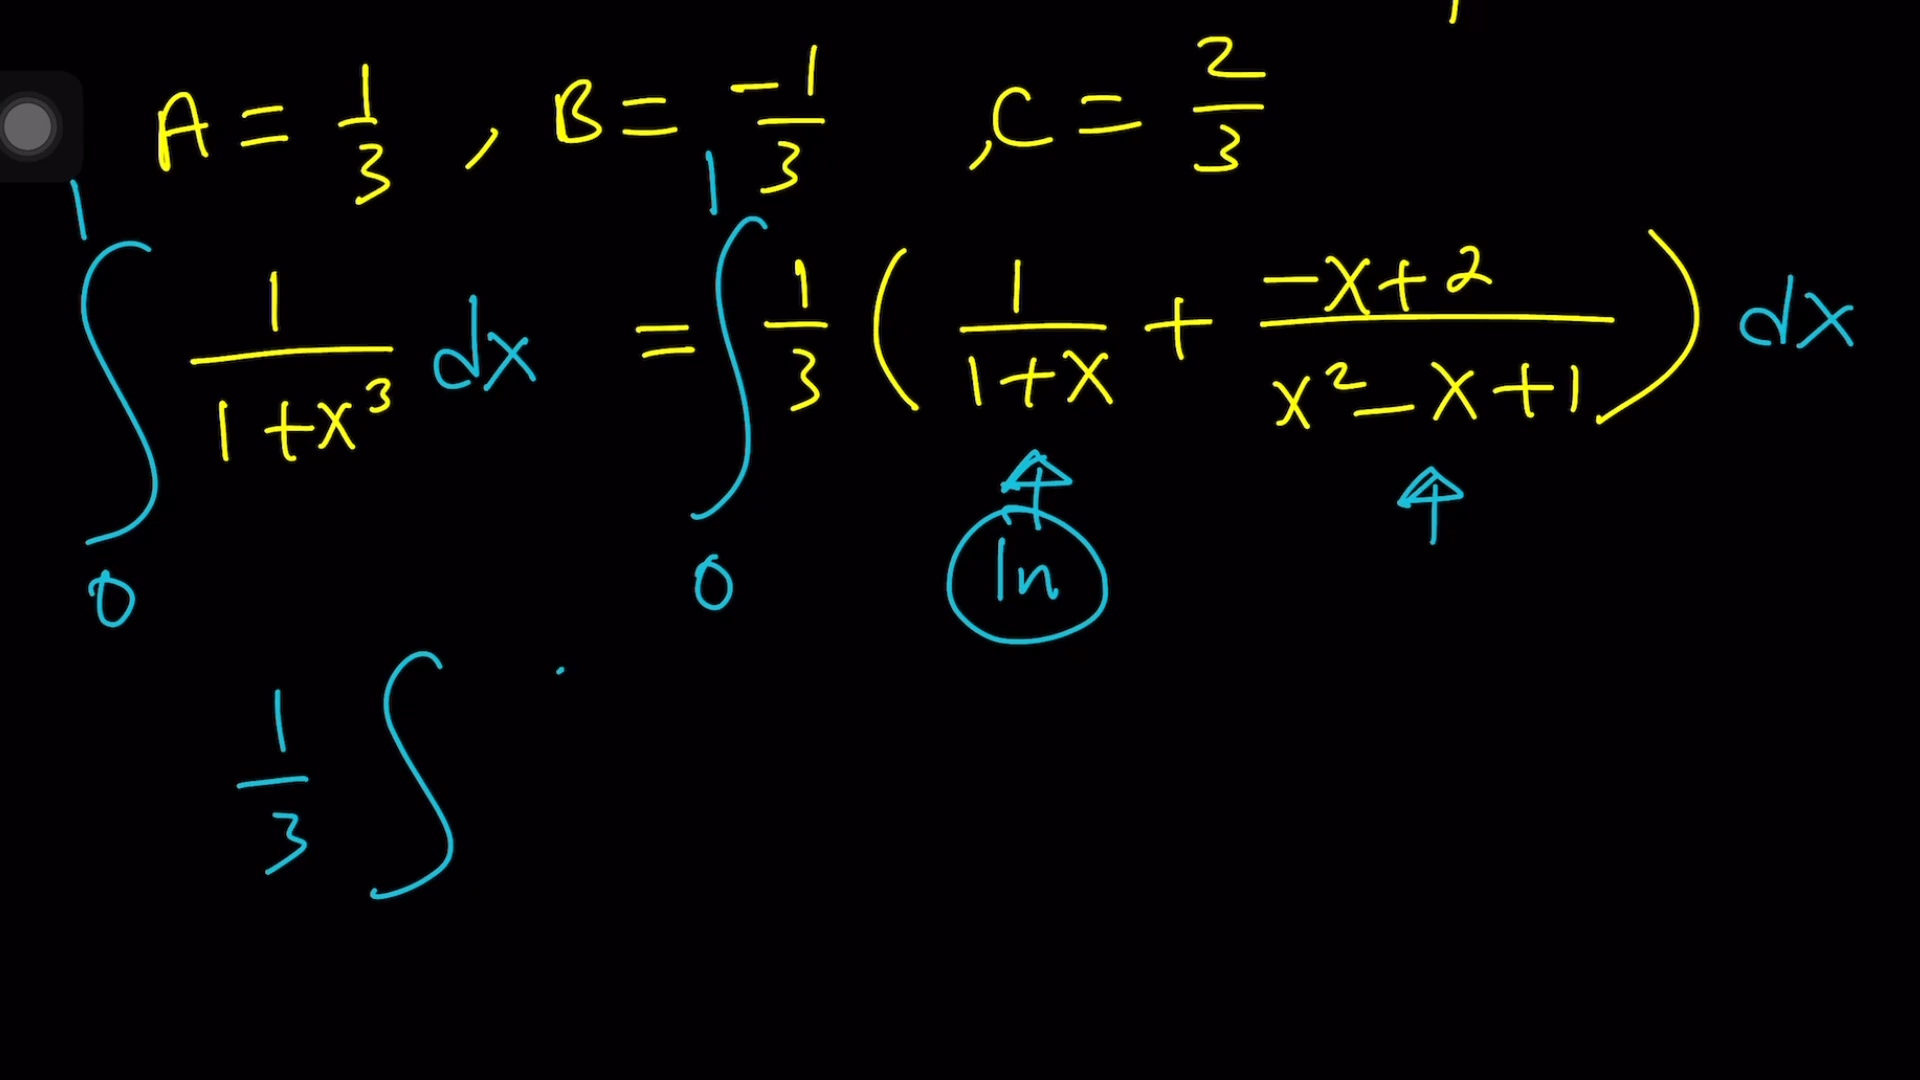 A = 1/3 , B = -1/3 , C = 2/3
∫₀¹ 1/(1+x³) dx = ∫₀¹ 1/3 ( 1/(1+x) + (-x+2)/(x²-x+1) ) dx
ln
1/3 ∫